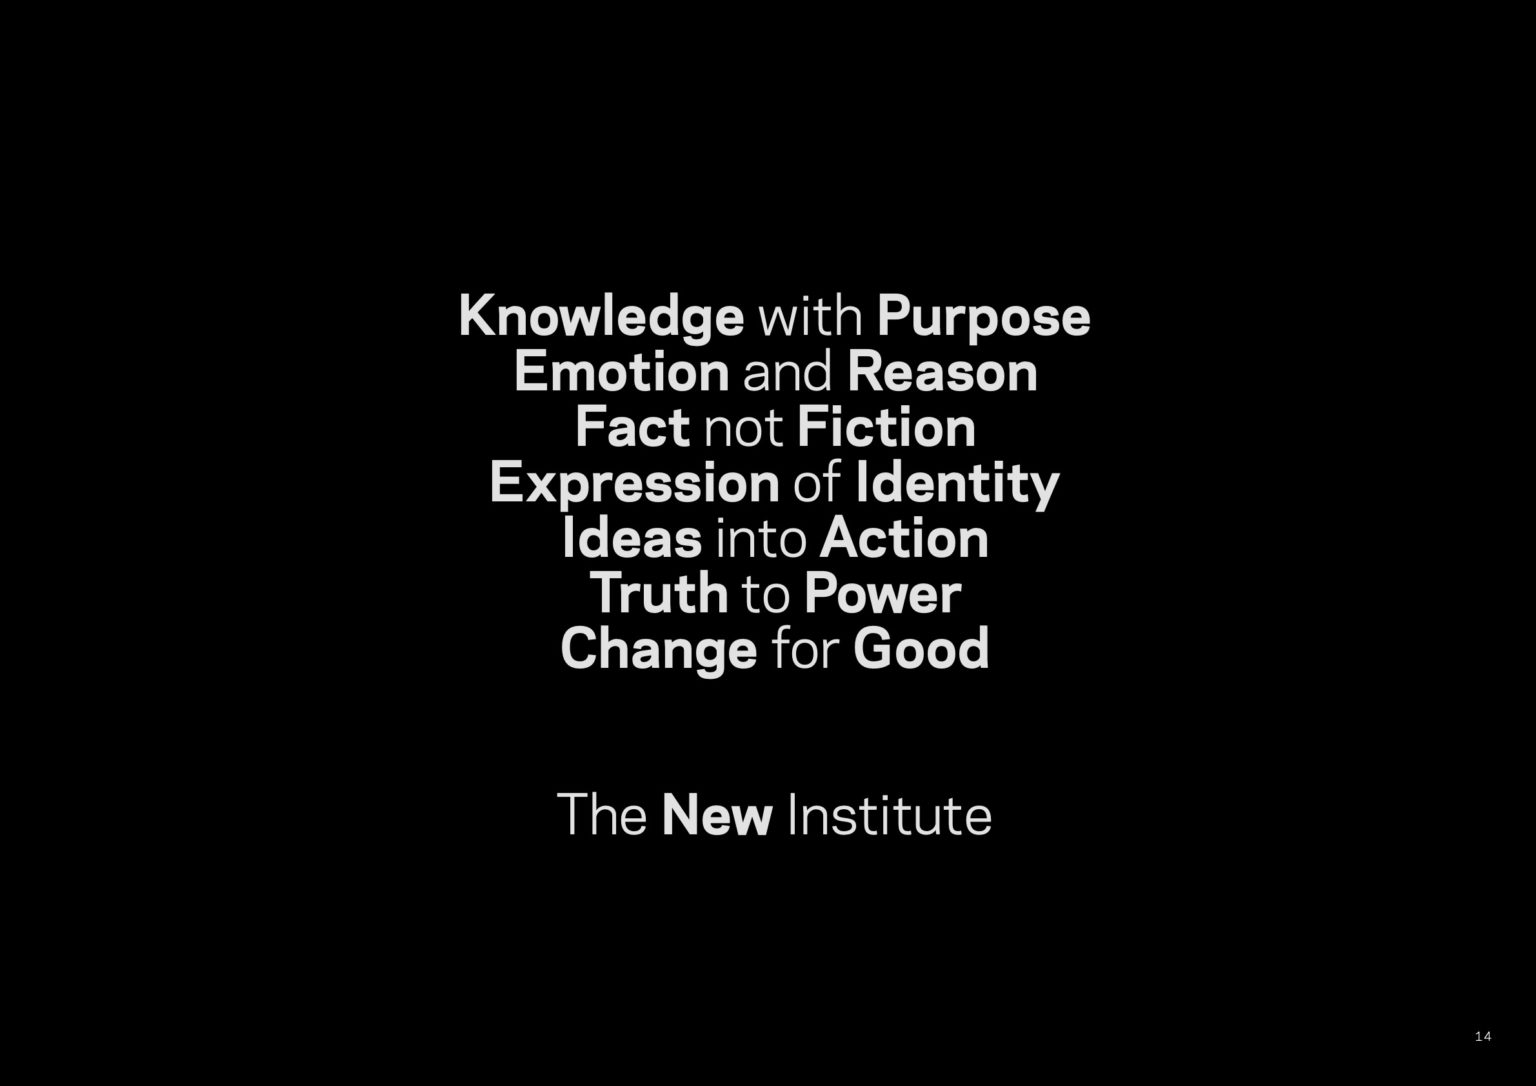 Knowledge with Purpose
Emotion and Reason
Fact not Fiction
Expression of Identity
Ideas into Action
Truth to Power
Change for Good
The New Institute
14